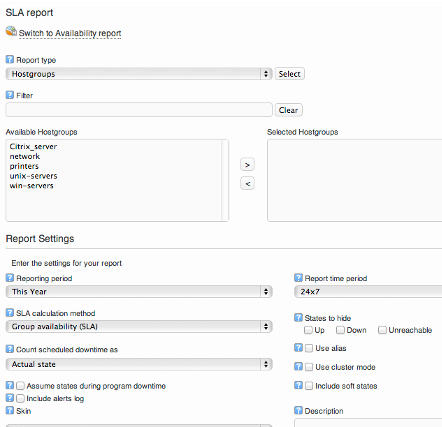 SLA report
Switch to Availability report
Report type
Hostgroups
Select
Filter
Clear
Available Hostgroups
Selected Hostgroups
Citrix_server
network
printers
unix-servers
win-servers
>
<
Report Settings
Enter the settings for your report
Reporting period
Report time period
This Year
24x7
SLA calculation method
States to hide
Group availability (SLA)
Up Down Unreachable
Count scheduled downtime as
Use alias
Actual state
Use cluster mode
Assume states during program downtime
Include soft states
Include alerts log
Skin
Description